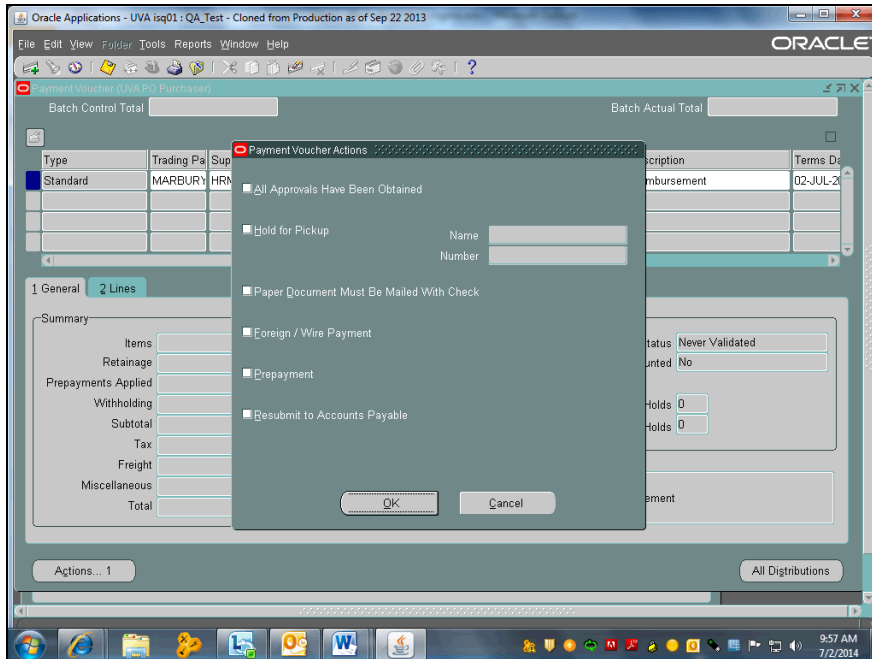 Oracle Applications - UVA isq01 : QA_Test - Cloned from Production as of Sep 22 2013
File Edit View Folder Tools Reports Window Help
ORACLE
Payment Voucher (UVA PO Purchaser)
Batch Control Total
Batch Actual Total
Payment Voucher Actions
Type
Trading Pa
Sup
scription
Terms Da
Standard
MARBURY
HRM
mbursement
02-JUL-20
All Approvals Have Been Obtained
Hold for Pickup
Name
Number
Paper Document Must Be Mailed With Check
Foreign / Wire Payment
Prepayment
Resubmit to Accounts Payable
OK
Cancel
1 General
2 Lines
Summary
Items
Retainage
Prepayments Applied
Withholding
Subtotal
Tax
Freight
Miscellaneous
Total
tatus
Never Validated
unted
No
Holds
0
Holds
0
ement
Actions... 1
All Distributions
9:57 AM
7/2/2014